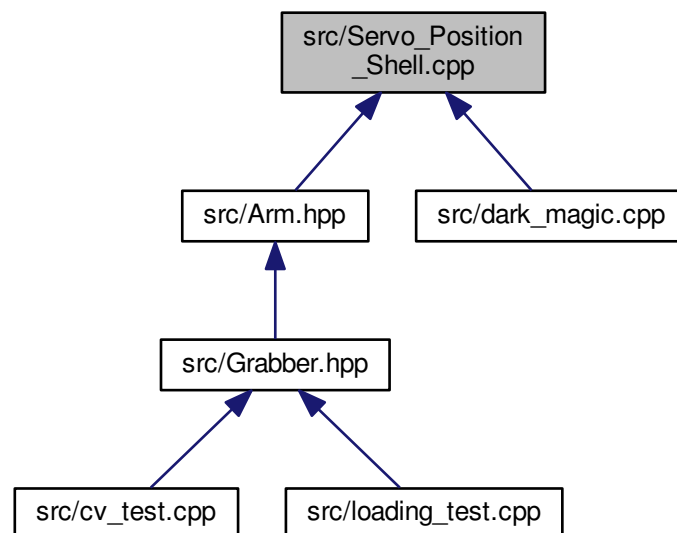 src/Servo_Position
_Shell.cpp
src/Arm.hpp
src/dark_magic.cpp
src/Grabber.hpp
src/cv_test.cpp
src/loading_test.cpp